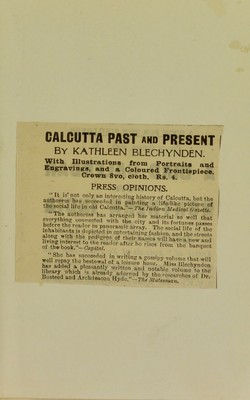 CALCUTTA PAST AND PRESENT
BY KATHLEEN BLECHYNDEN.
With Illustrations from Portraits and
Engravings, and a Coloured Frontispiece.
Crown 8vo, cloth, Rs. 4.
PRESS OPINIONS.
"It is not only an interesting history of Calcutta, but the
authoress has succeeded in painting a life-like picture of
the social life in old Calcutta."—The Indian Medical Gazette.
"The authoress has arranged her material so well that
everything connected with the city and its fortunes passes
before the reader in panoramic array. The social life of the
inhabitants is depicted in entertaining fashion, and the streets
along with the pedigree of their names will have a new and
living interest to the reader after he rises from the banquet
of the book."—Capital.
"She has succeeded in writing a gossipy volume that will
well repay the bestowal of a leisure hour. Miss Blechynden
has added a pleasantly written and notable volume to the
library which is already adorned by the researches of Dr.
Busteed and Archdeacon Hyde."—The Statesman.